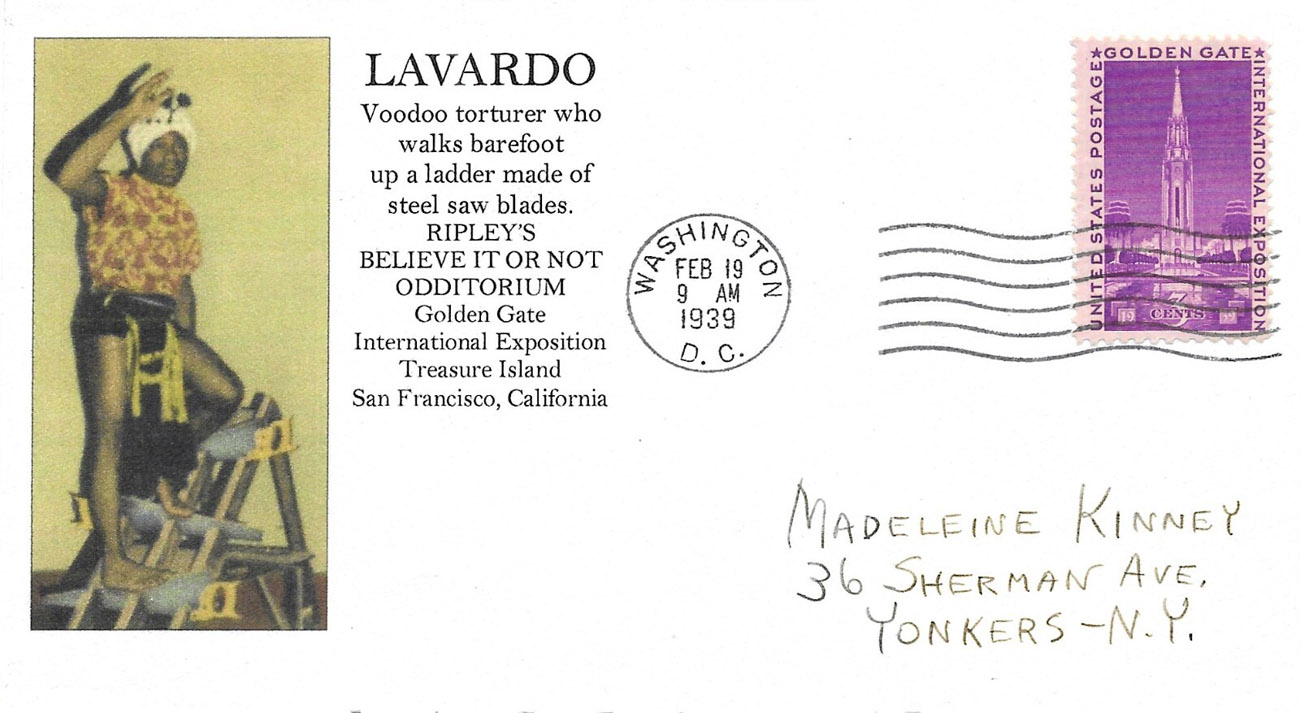 LAVARDO
Voodoo torturer who
walks barefoot
up a ladder made of
steel saw blades.
RIPLEY'S
BELIEVE IT OR NOT
ODDITORIUM
Golden Gate
International Exposition
Treasure Island
San Francisco, California
WASHINGTON
FEB 19
9 AM
1939
D. C.
UNITED STATES POSTAGE
★GOLDEN GATE★
INTERNATIONAL EXPOSITION
19 3 39
CENTS
MADELEINE KINNEY
36 SHERMAN AVE.
YONKERS-N.Y.